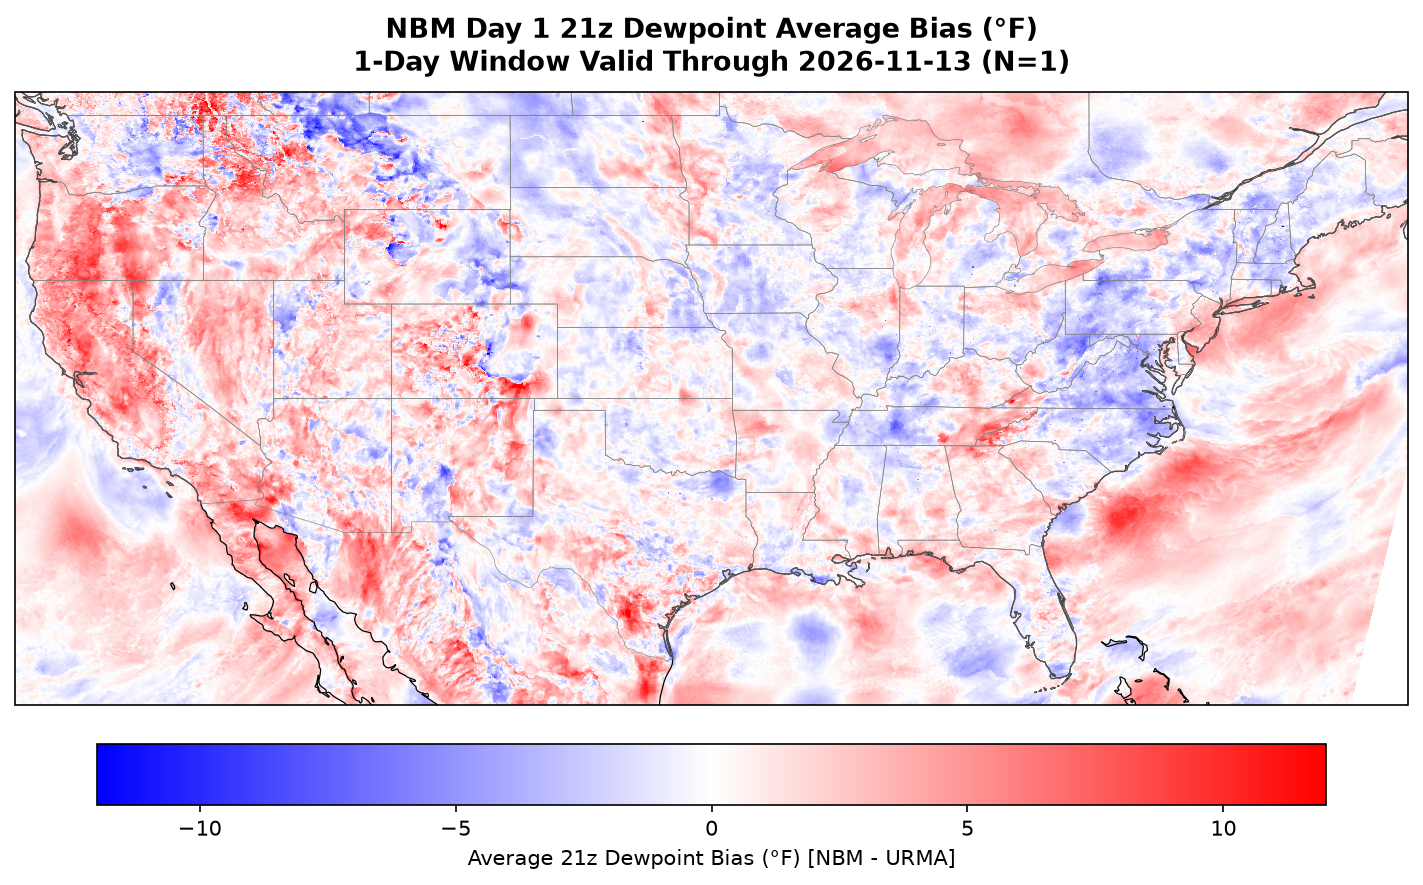 NBM Day 1 21z Dewpoint Average Bias (°F)
1-Day Window Valid Through 2026-11-13 (N=1)
−10 −5 0 5 10
Average 21z Dewpoint Bias (°F) [NBM - URMA]